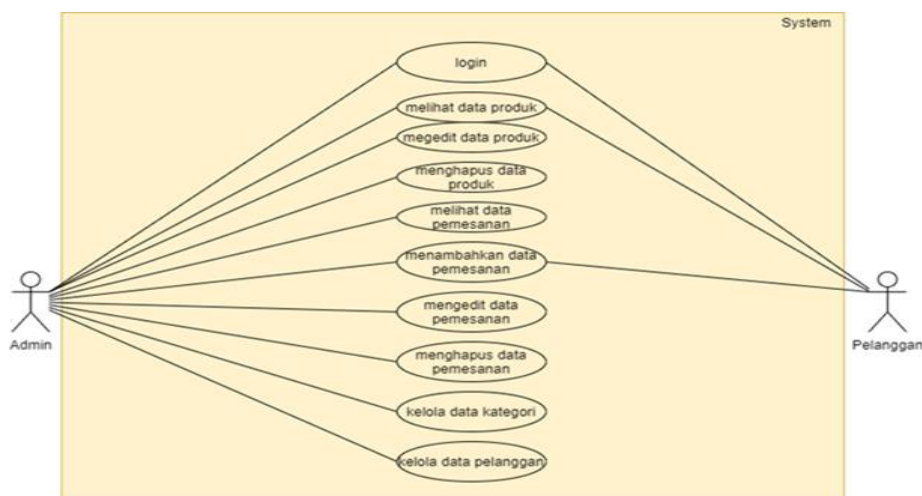 System
login
melihat data produk
megedit data produk
menghapus data
produk
melihat data
pemesanan
menambahkan data
pemesanan
mengedit data
pemesanan
menghapus data
pemesanan
kelola data kategori
kelola data pelanggan
Admin
Pelanggan